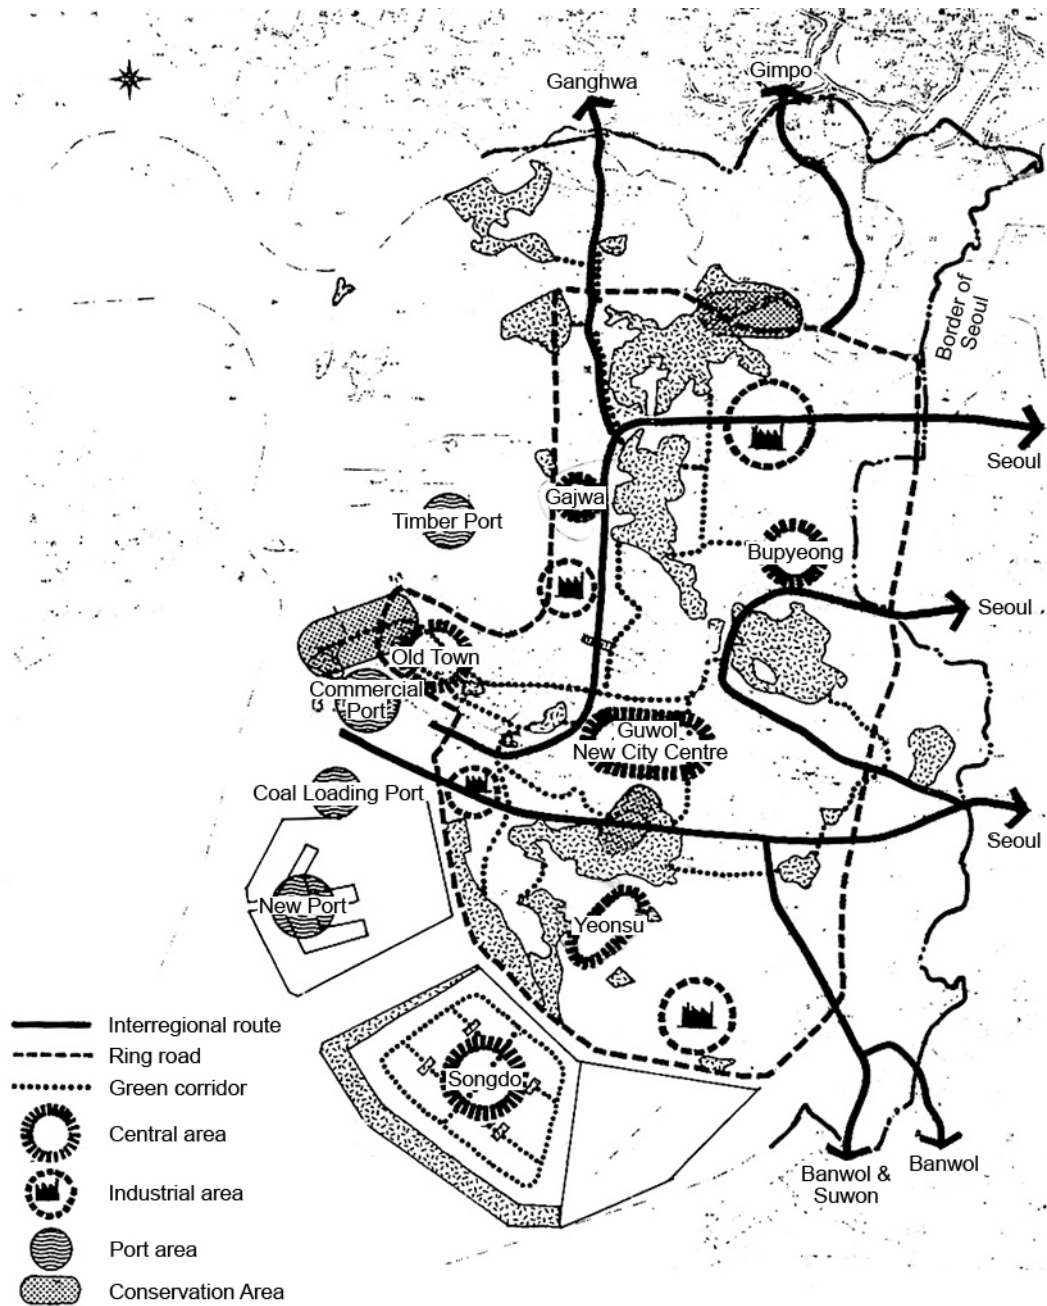 Ganghwa
Gimpo
Border of
Seoul
Seoul
Gajwa
Timber Port
Bupyeong
Seoul
Old Town
Commercial
Port
Guwol
New City Centre
Coal Loading Port
Seoul
New Port
Yeonsu
Songdo
Banwol &
Suwon
Banwol
Interregional route
Ring road
Green corridor
Central area
Industrial area
Port area
Conservation Area